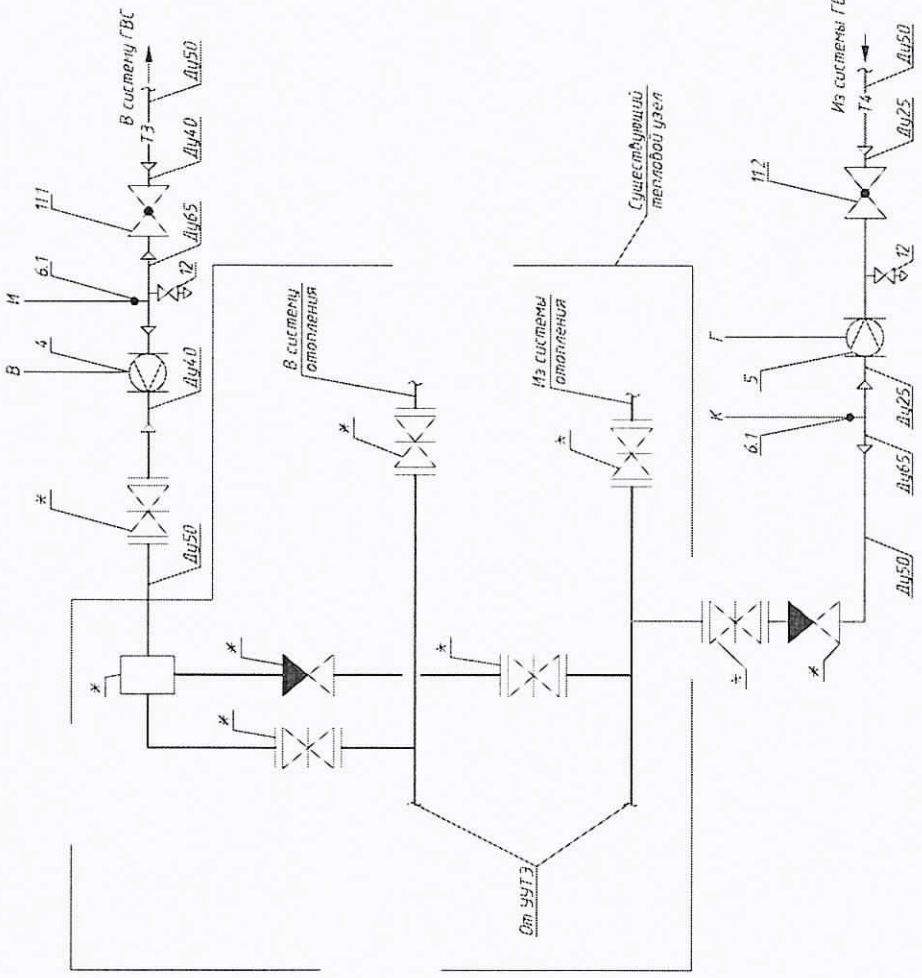 В систему ГВС
Т3
Ду50
Ду40
11.1
Ду65
6.1
12
И
В
4
Ду40
*
Ду50
*
*
*
*
В систему
отопления
*
Из системы
отопления
*
Существующий
тепловой узел
От УУТЭ
Из системы ГВ
Т4
Ду50
Ду25
11.2
12
Г
5
Ду25
К
6.1
Ду65
Ду50
*
*